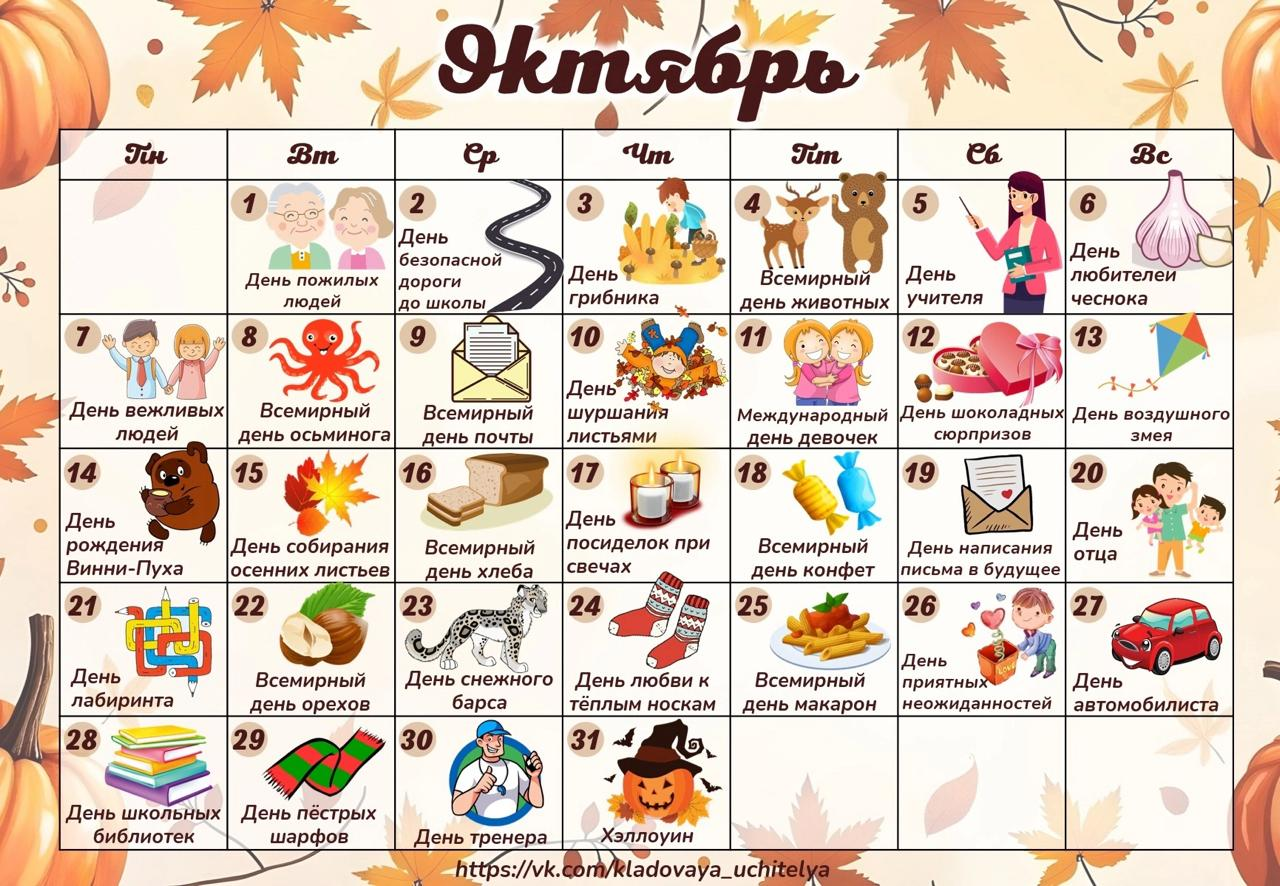 Октябрь
Пн Вт Ср Чт Пт Сб Вс
1
День пожилых
людей
2
День
безопасной
дороги
до школы
3
День
грибника
4
Всемирный
день животных
5
День
учителя
6
День
любителей
чеснока
7
День вежливых
людей
8
Всемирный
день осьминога
9
Всемирный
день почты
10
День
шуршания
листьями
11
Международный
день девочек
12
День шоколадных
сюрпризов
13
День воздушного
змея
14
День
рождения
Винни-Пуха
15
День собирания
осенних листьев
16
Всемирный
день хлеба
17
День
посиделок при
свечах
18
Всемирный
день конфет
19
День написания
письма в будущее
20
День
отца
21
День
лабиринта
22
Всемирный
день орехов
23
День снежного
барса
24
День любви к
тёплым носкам
25
Всемирный
день макарон
26
LOVE
День
приятных
неожиданностей
27
День
автомобилиста
28
День школьных
библиотек
29
День пёстрых
шарфов
30
День тренера
31
Хэллоуин
https://vk.com/kladovaya_uchitelya